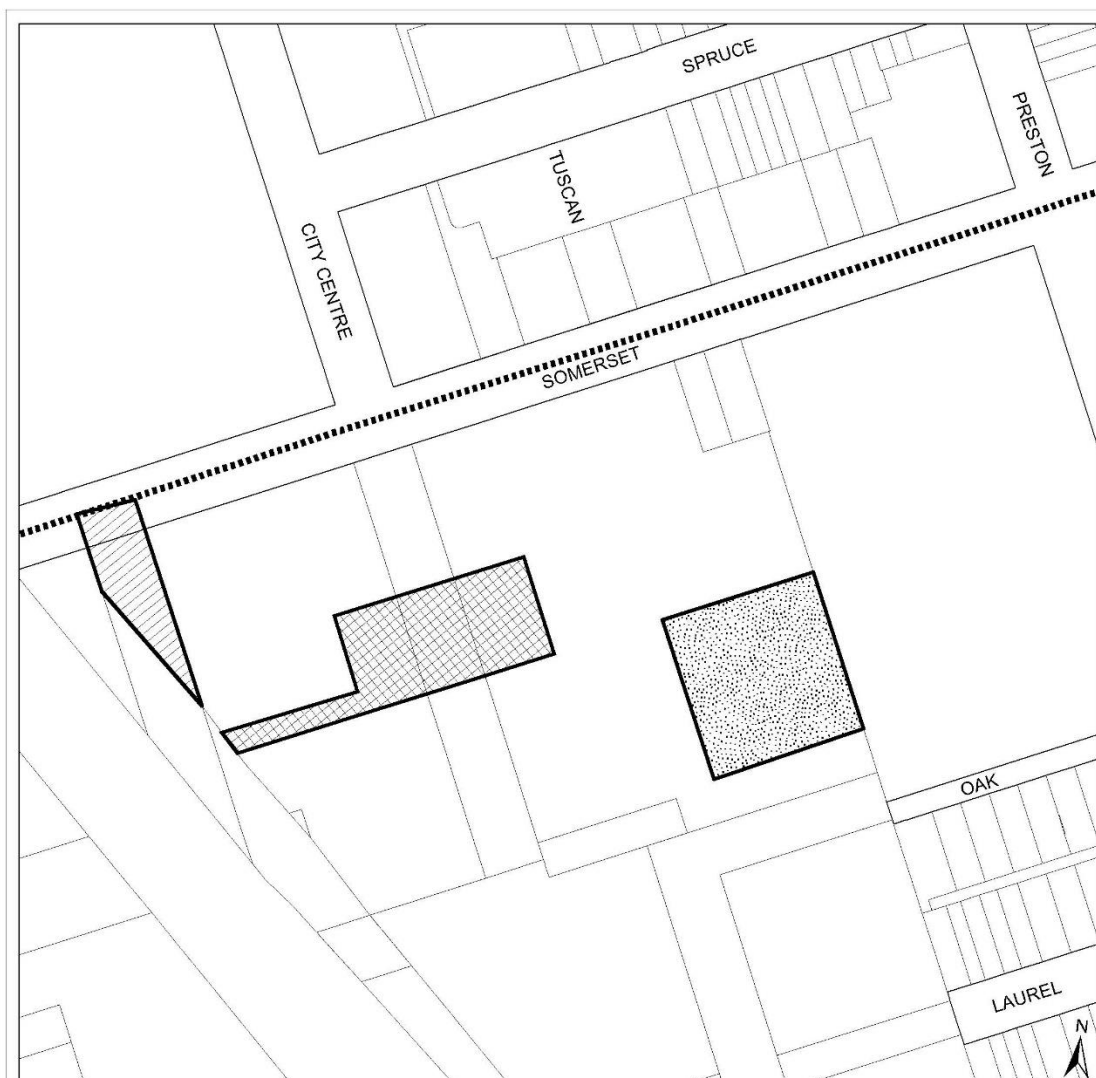 SPRUCE
PRESTON
TUSCAN
CITY CENTRE
SOMERSET
OAK
LAUREL
N